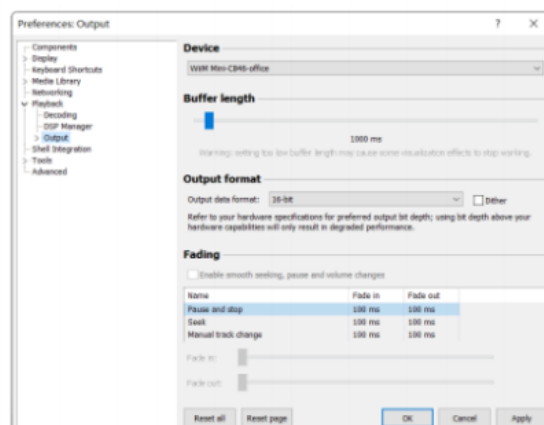 Preferences: Output
Components
Display
Keyboard Shortcuts
Media Library
Networking
Playback
Decoding
DSP Manager
Output
Shell Integration
Tools
Advanced
Device
WXM Mini-C846-office
Buffer length
1000 ms
Warning: setting too low buffer length may cause some visualization effects to stop working.
Output format
Output data format: 16-bit Dither
Refer to your hardware specifications for preferred output bit depth; using bit depth above your
hardware capabilities will only result in degraded performance.
Fading
Enable smooth seeking, pause and volume changes
Name Fade in Fade out
Pause and stop 100 ms 100 ms
Seek 100 ms 100 ms
Manual track change 100 ms 100 ms
Fade in:
Fade out:
Reset all Reset page OK Cancel Apply